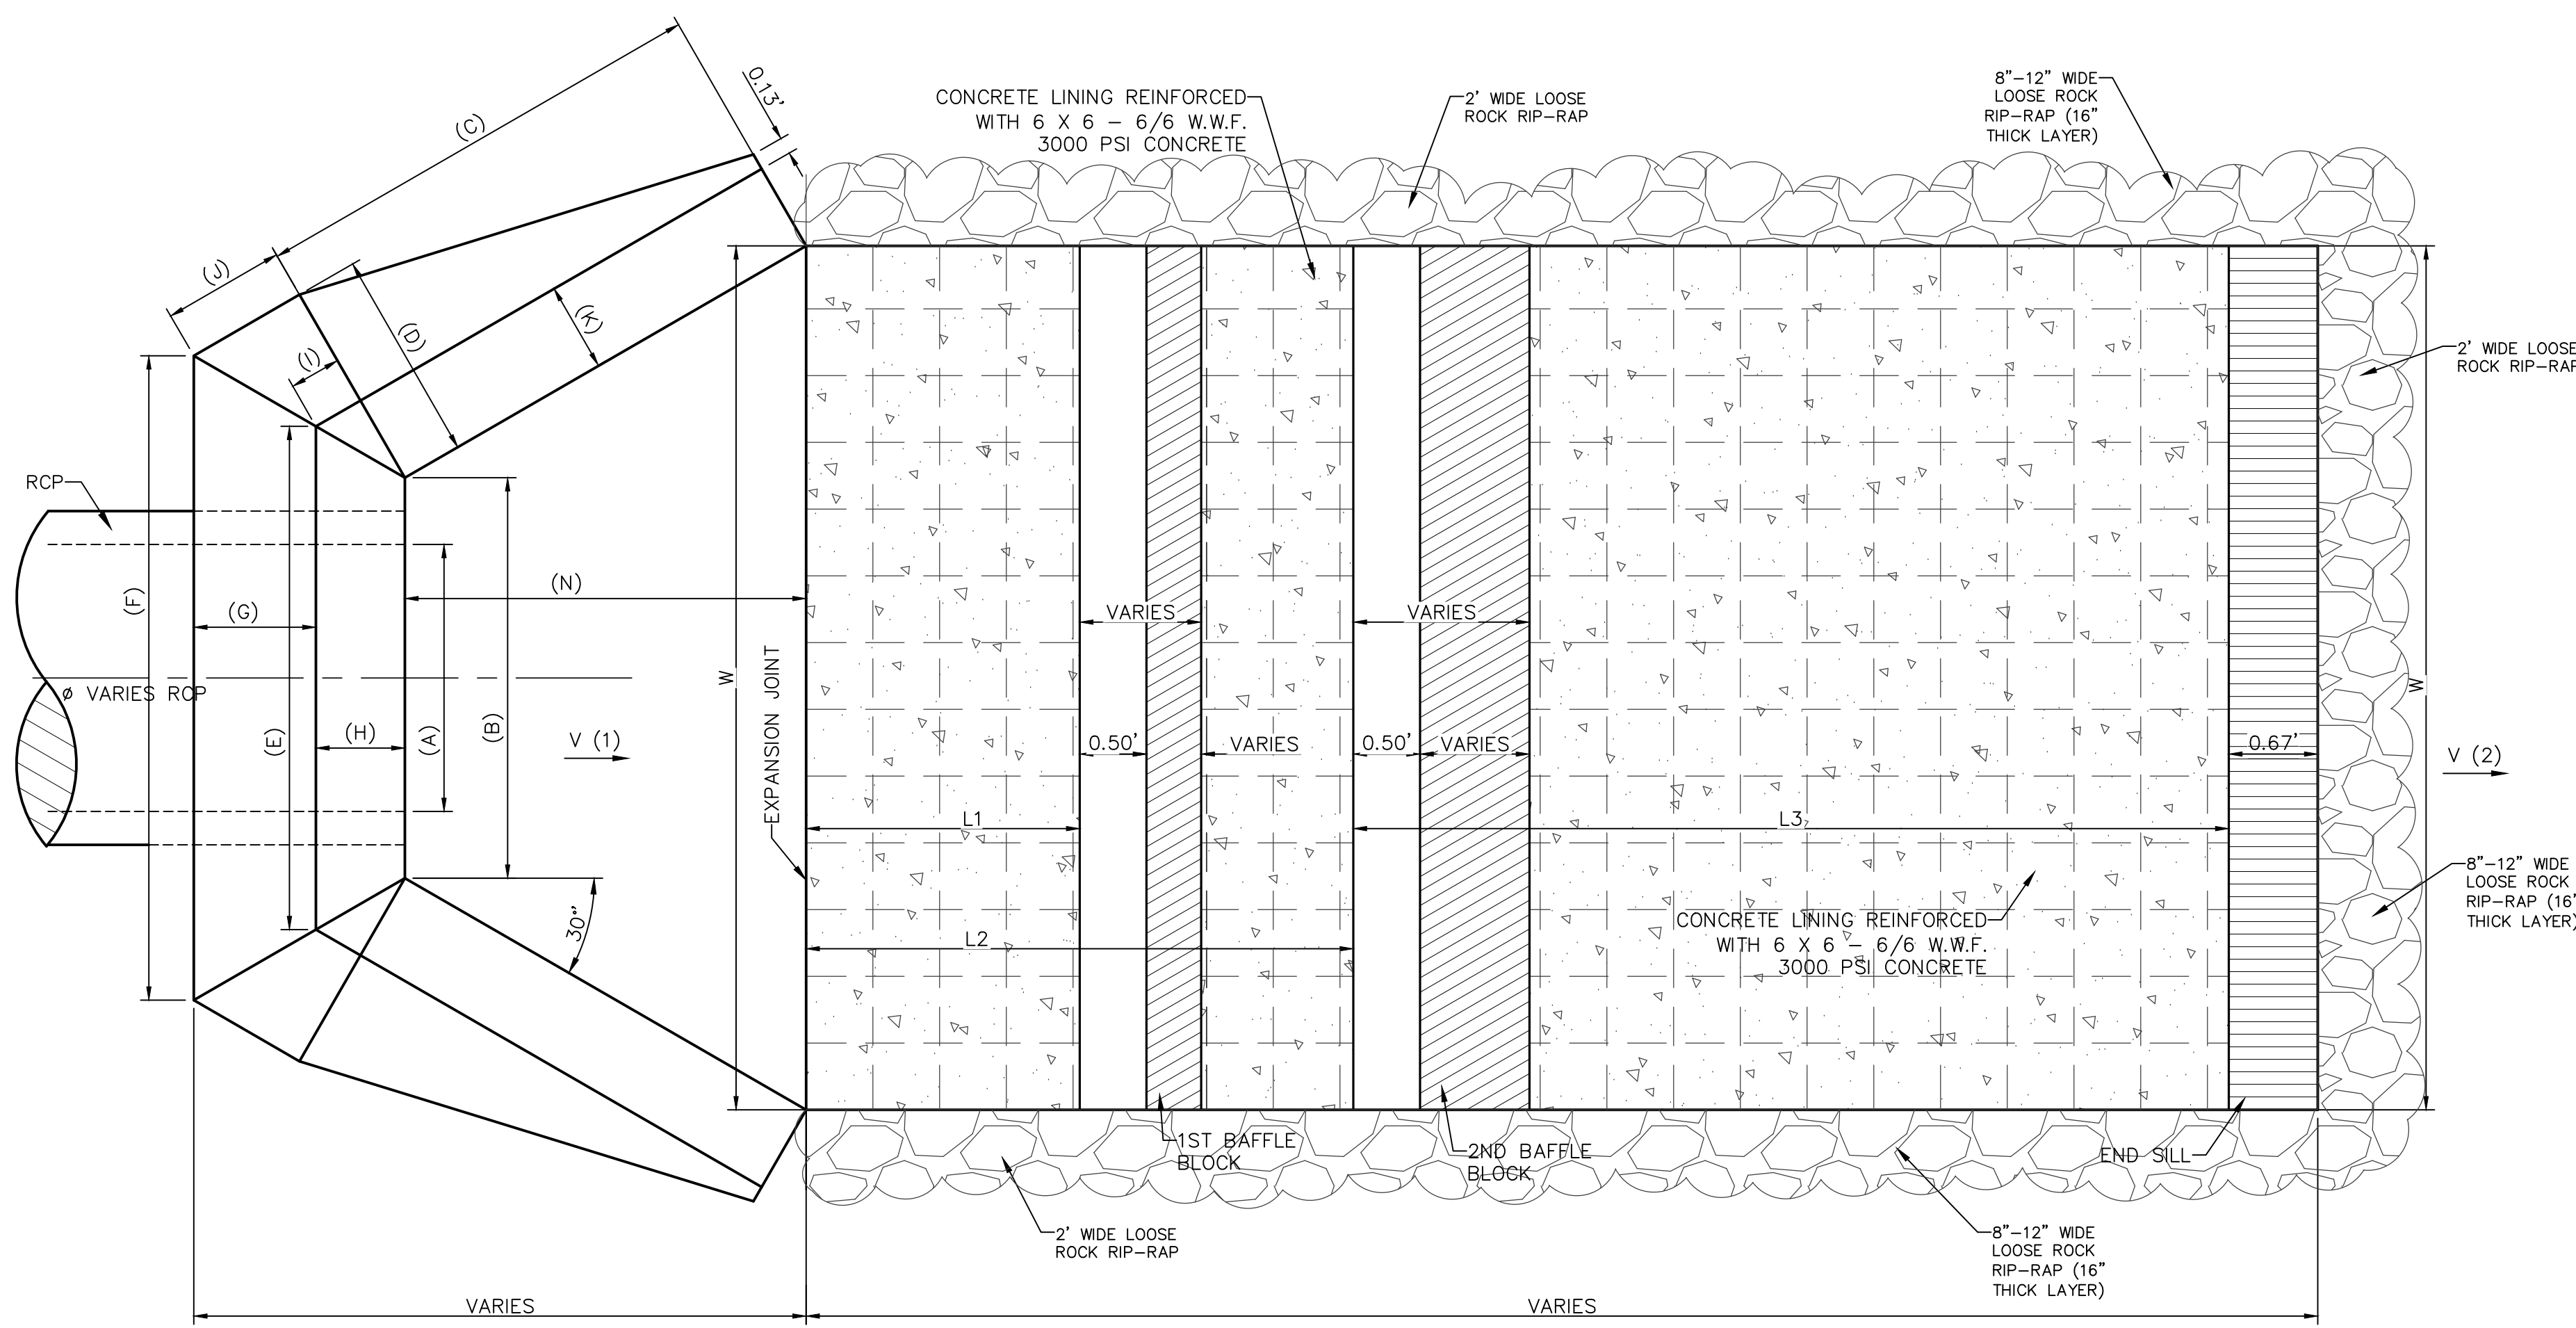 (C)
0.13'
CONCRETE LINING REINFORCED
WITH 6 X 6 – 6/6 W.W.F.
3000 PSI CONCRETE
2' WIDE LOOSE
ROCK RIP–RAP
8"–12" WIDE
LOOSE ROCK
RIP–RAP (16"
THICK LAYER)
(J)
(D)
(K)
(I)
2' WIDE LOOSE
ROCK RIP–RAP
RCP
(F)
(G)
(N)
VARIES
VARIES
Ø VARIES RCP
W
EXPANSION JOINT
W
(E)
(H)
(A)
(B)
V (1)
0.50'
VARIES
0.50'
VARIES
0.67'
V (2)
L1
L3
30°
L2
CONCRETE LINING REINFORCED
WITH 6 X 6 – 6/6 W.W.F.
3000 PSI CONCRETE
8"–12" WIDE
LOOSE ROCK
RIP–RAP (16"
THICK LAYER)
1ST BAFFLE
BLOCK
2ND BAFFLE
BLOCK
END SILL
2' WIDE LOOSE
ROCK RIP–RAP
8"–12" WIDE
LOOSE ROCK
RIP–RAP (16"
THICK LAYER)
VARIES
VARIES